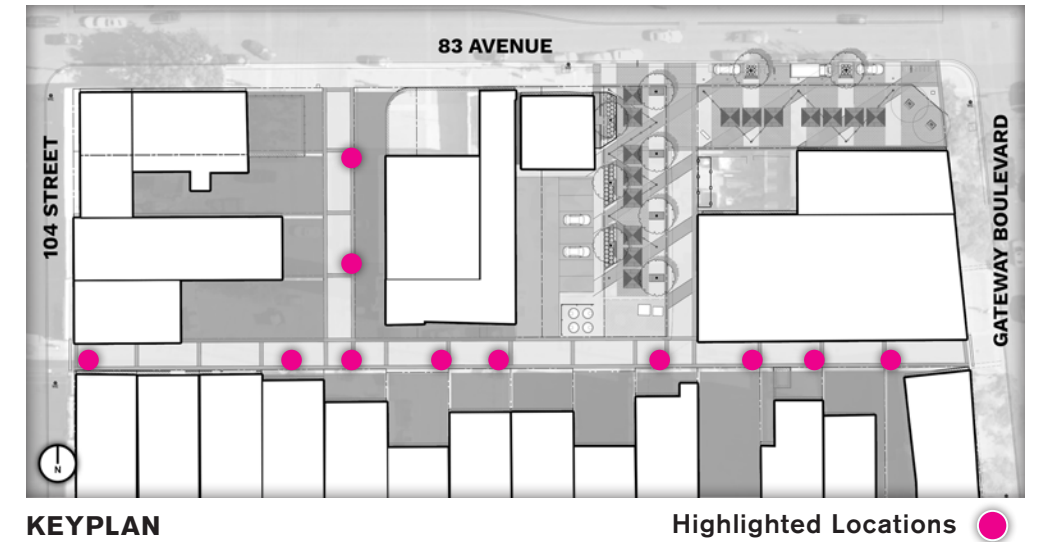 83 AVENUE
104 STREET
GATEWAY BOULEVARD
N
KEYPLAN
Highlighted Locations